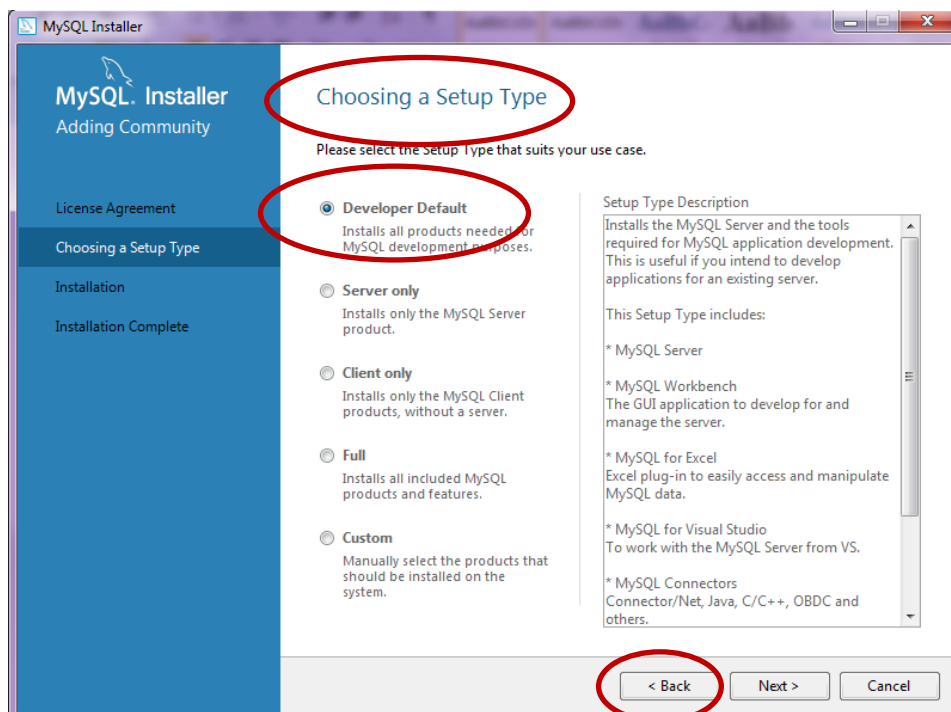 MySQL Installer
MySQL. Installer
Adding Community
License Agreement
Choosing a Setup Type
Installation
Installation Complete
Choosing a Setup Type
Please select the Setup Type that suits your use case.
Developer Default
Installs all products needed for
MySQL development purposes.
Server only
Installs only the MySQL Server
product.
Client only
Installs only the MySQL Client
products, without a server.
Full
Installs all included MySQL
products and features.
Custom
Manually select the products that
should be installed on the
system.
Setup Type Description
Installs the MySQL Server and the tools
required for MySQL application development.
This is useful if you intend to develop
applications for an existing server.
This Setup Type includes:
* MySQL Server
* MySQL Workbench
The GUI application to develop for and
manage the server.
* MySQL for Excel
Excel plug-in to easily access and manipulate
MySQL data.
* MySQL for Visual Studio
To work with the MySQL Server from VS.
* MySQL Connectors
Connector/Net, Java, C/C++, OBDC and
others.
< Back
Next >
Cancel